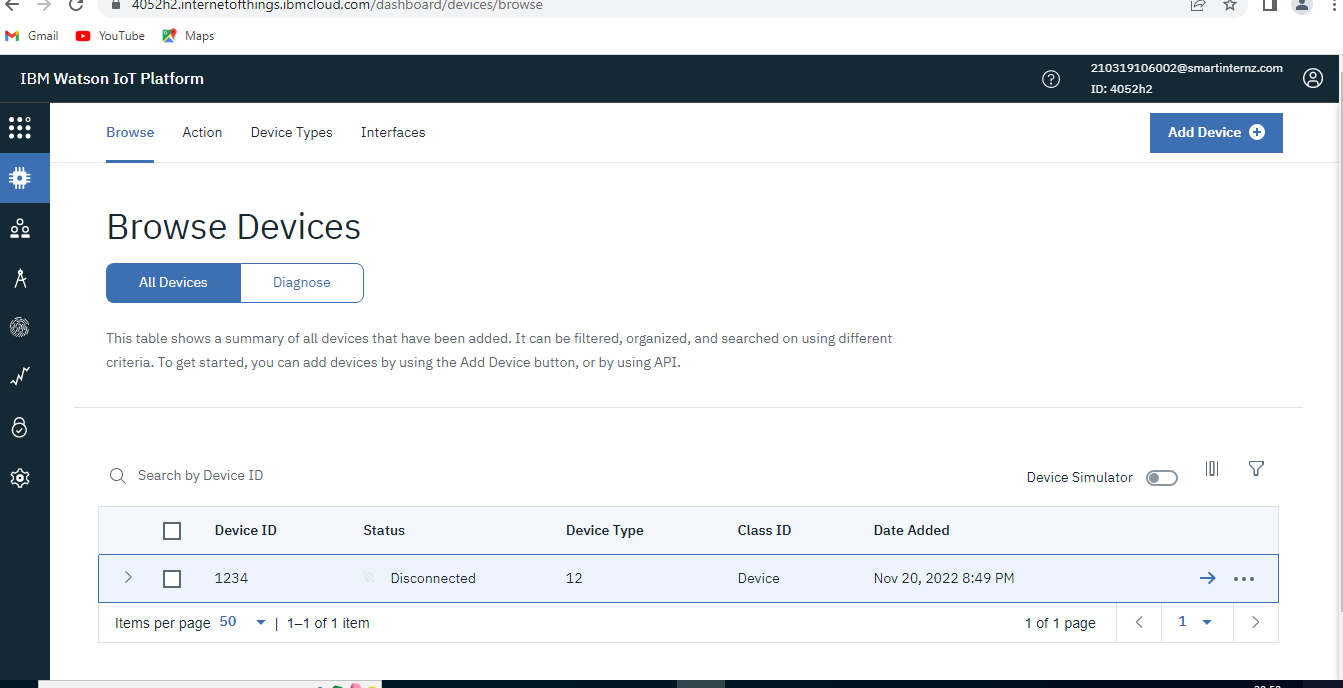 4052h2.internetofthings.ibmcloud.com/dashboard/devices/browse
Gmail YouTube Maps
IBM Watson IoT Platform
210319106002@smartinternz.com
ID: 4052h2
Browse Action Device Types Interfaces
Add Device
Browse Devices
All Devices Diagnose
This table shows a summary of all devices that have been added. It can be filtered, organized, and searched on using different
criteria. To get started, you can add devices by using the Add Device button, or by using API.
Search by Device ID
Device Simulator
Device ID Status Device Type Class ID Date Added
1234 Disconnected 12 Device Nov 20, 2022 8:49 PM
Items per page 50 | 1–1 of 1 item
1 of 1 page 1